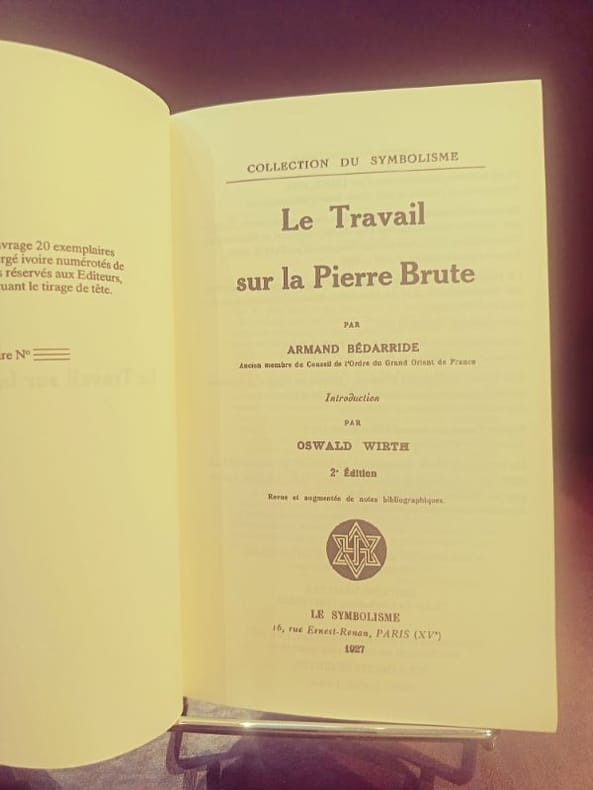 vrage 20 exemplaires
rgé ivoire numérotés de
s réservés aux Editeurs,
uant le tirage de tête.
re Nº
COLLECTION DU SYMBOLISME
Le Travail
sur la Pierre Brute
PAR
ARMAND BÉDARRIDE
Ancien membre de Conseil de l'Ordre du Grand Orient de France
Introduction
PAR
OSWALD WIRTH
2e Édition
Revue et augmentée de notes bibliographiques.
LE SYMBOLISME
16, rue Ernest-Renan, PARIS (XVe)
1927